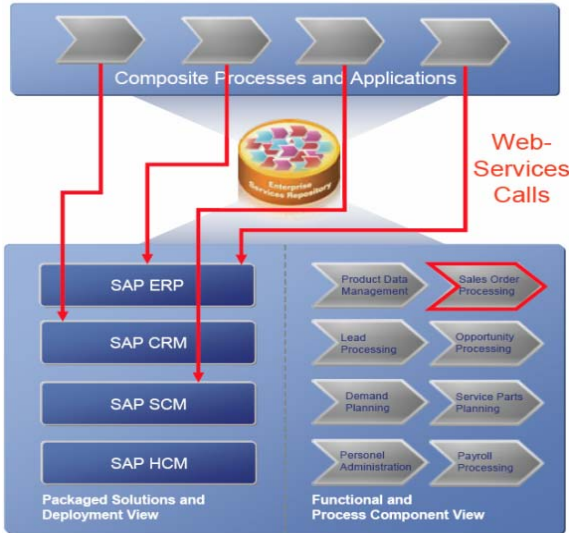 Composite Processes and Applications
Enterprise
Services Repository
Web-
Services
Calls
SAP ERP
SAP CRM
SAP SCM
SAP HCM
Packaged Solutions and
Deployment View
Product Data
Management
Sales Order
Processing
Lead
Processing
Opportunity
Processing
Demand
Planning
Service Parts
Planning
Personel
Administration
Payroll
Processing
Functional and
Process Component View